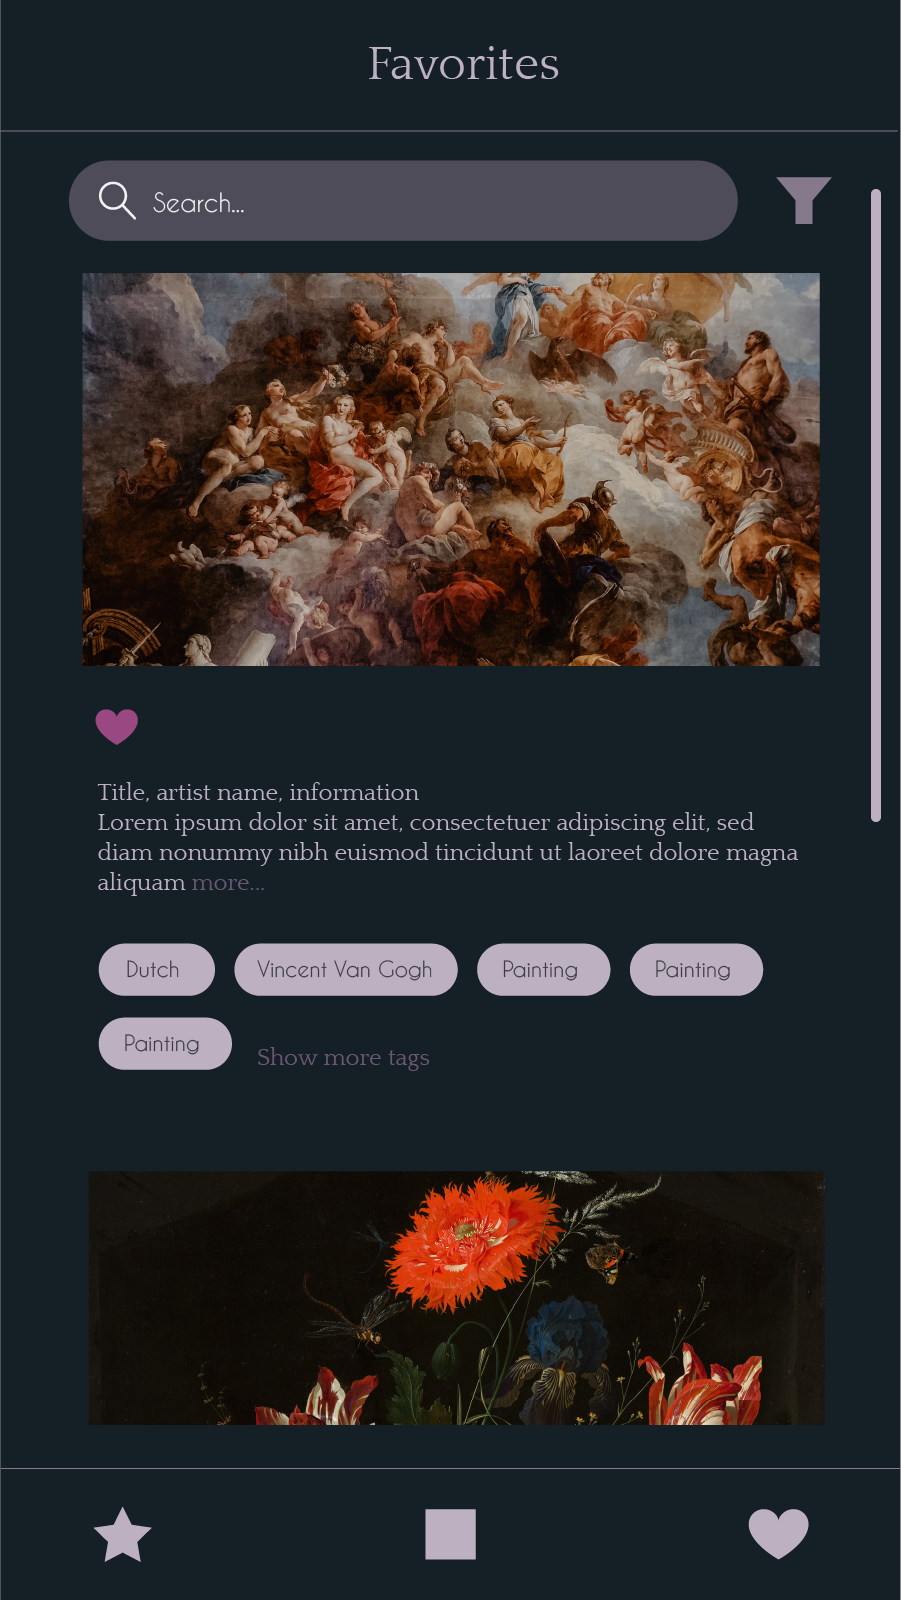 Favorites
Search...
Title, artist name, information
Lorem ipsum dolor sit amet, consectetuer adipiscing elit, sed
diam nonummy nibh euismod tincidunt ut laoreet dolore magna
aliquam more...
Dutch Vincent Van Gogh Painting Painting
Painting Show more tags